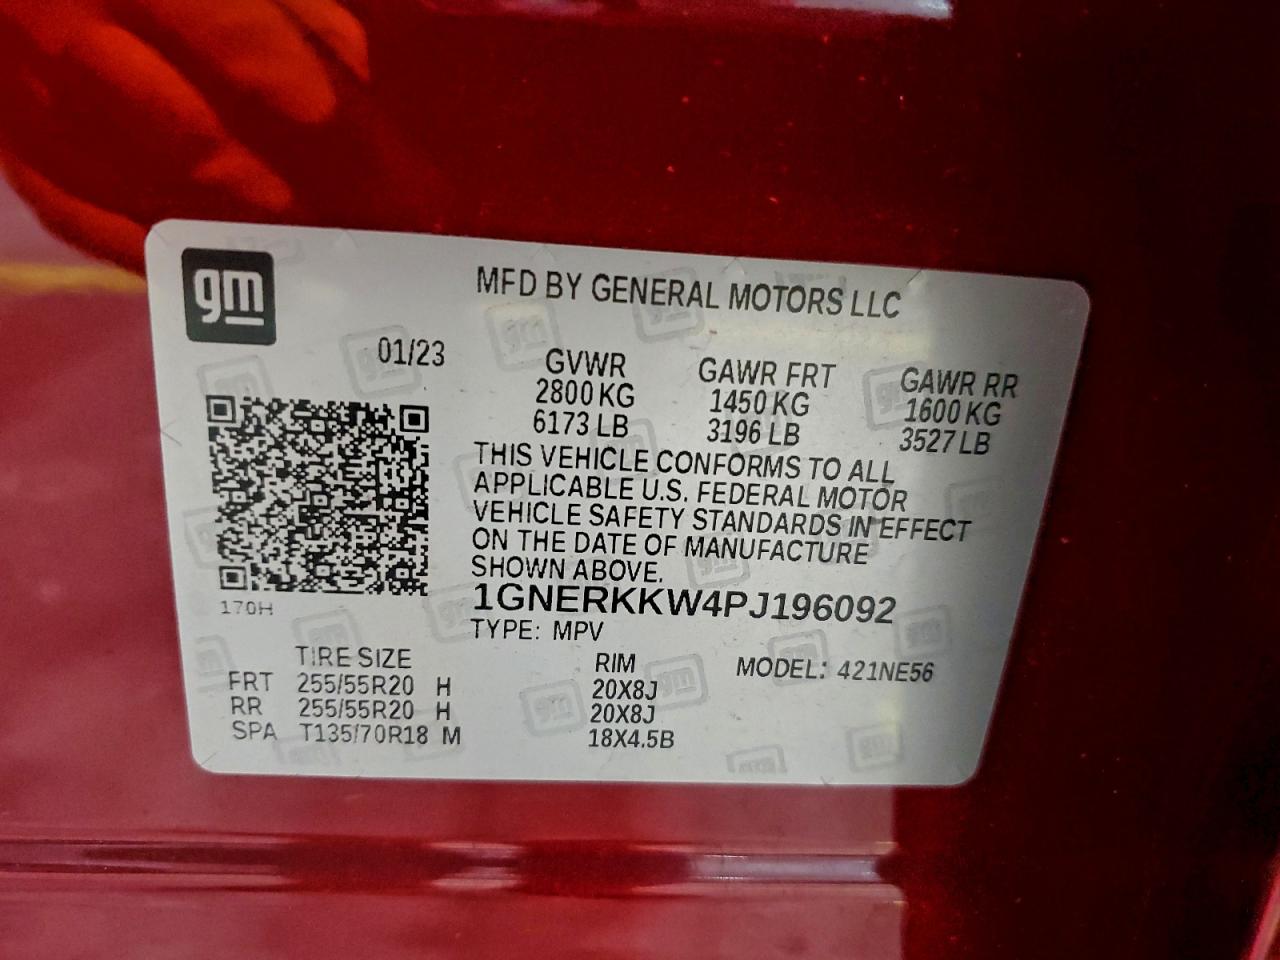 gm
MFD BY GENERAL MOTORS LLC
01/23
GVWR GAWR FRT GAWR RR
2800 KG 1450 KG 1600 KG
6173 LB 3196 LB 3527 LB
THIS VEHICLE CONFORMS TO ALL
APPLICABLE U.S. FEDERAL MOTOR
VEHICLE SAFETY STANDARDS IN EFFECT
ON THE DATE OF MANUFACTURE
SHOWN ABOVE.
170H
1GNERKKW4PJ196092
TYPE: MPV
TIRE SIZE RIM MODEL: 421NE56
FRT 255/55R20 H 20X8J
RR 255/55R20 H 20X8J
SPA T135/70R18 M 18X4.5B